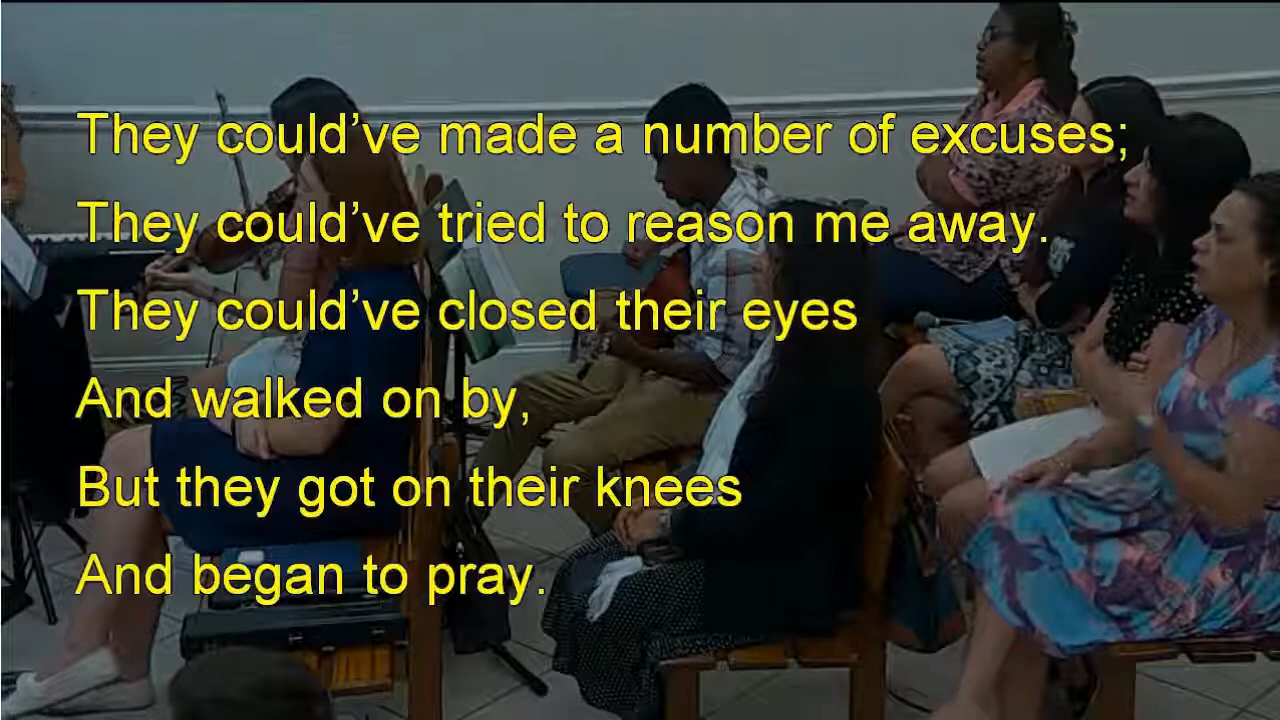 They could’ve made a number of excuses;
They could’ve tried to reason me away.
They could’ve closed their eyes
And walked on by,
But they got on their knees
And began to pray.